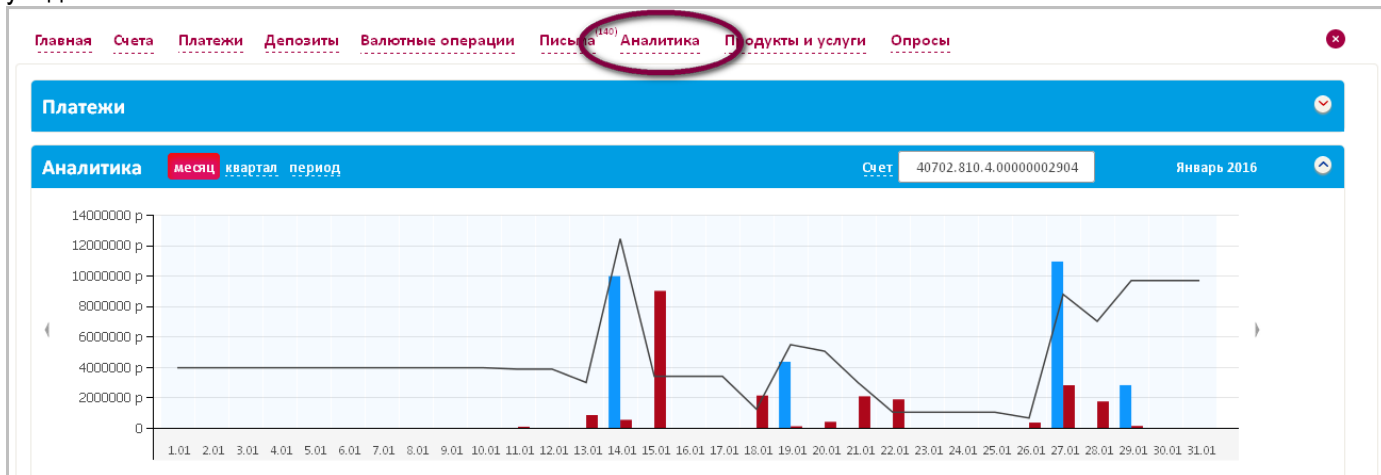 Главная Счета Платежи Депозиты Валютные операции Письма (140) Аналитика Продукты и услуги Опросы
Платежи
Аналитика месяц квартал период Счет 40702.810.4.00000002904 Январь 2016
14000000 р
12000000 р
10000000 р
8000000 р
6000000 р
4000000 р
2000000 р
0
1.01 2.01 3.01 4.01 5.01 6.01 7.01 8.01 9.01 10.01 11.01 12.01 13.01 14.01 15.01 16.01 17.01 18.01 19.01 20.01 21.01 22.01 23.01 24.01 25.01 26.01 27.01 28.01 29.01 30.01 31.01